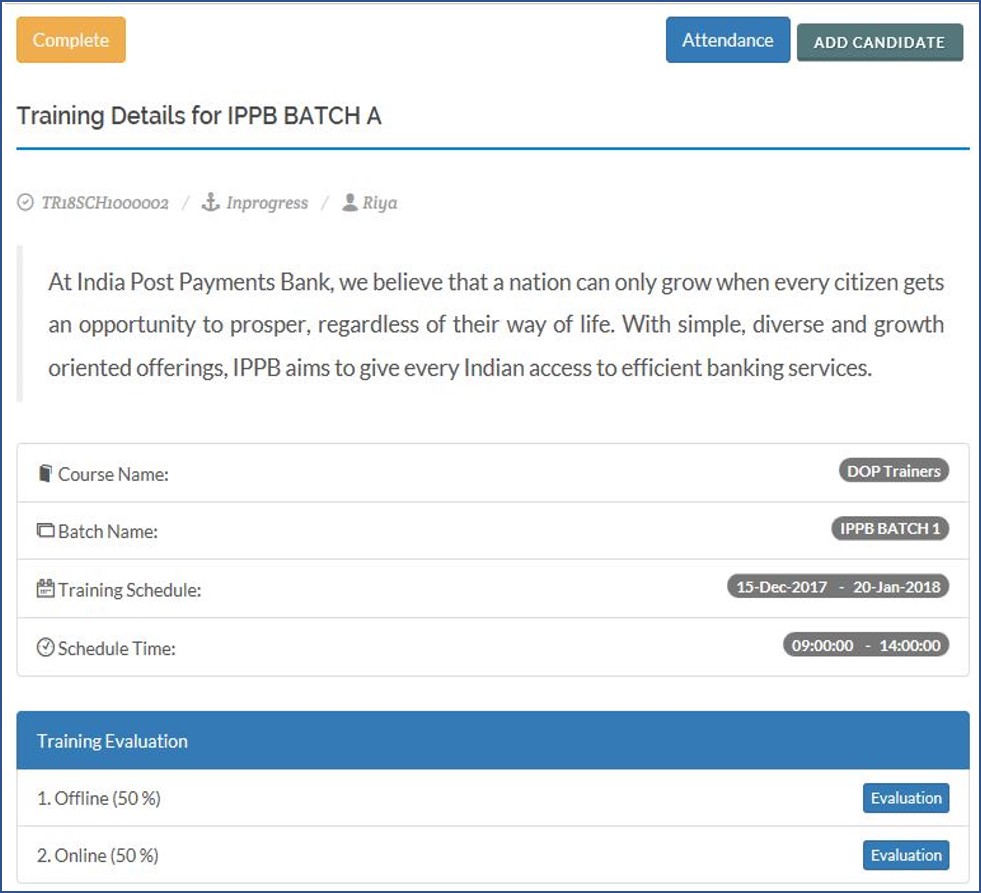 Complete
Attendance
ADD CANDIDATE
Training Details for IPPB BATCH A
TR18SCH1000002 / Inprogress / Riya
At India Post Payments Bank, we believe that a nation can only grow when every citizen gets
an opportunity to prosper, regardless of their way of life. With simple, diverse and growth
oriented offerings, IPPB aims to give every Indian access to efficient banking services.
Course Name: DOP Trainers
Batch Name: IPPB BATCH 1
Training Schedule: 15-Dec-2017 - 20-Jan-2018
Schedule Time: 09:00:00 - 14:00:00
Training Evaluation
1. Offline (50 %) Evaluation
2. Online (50 %) Evaluation